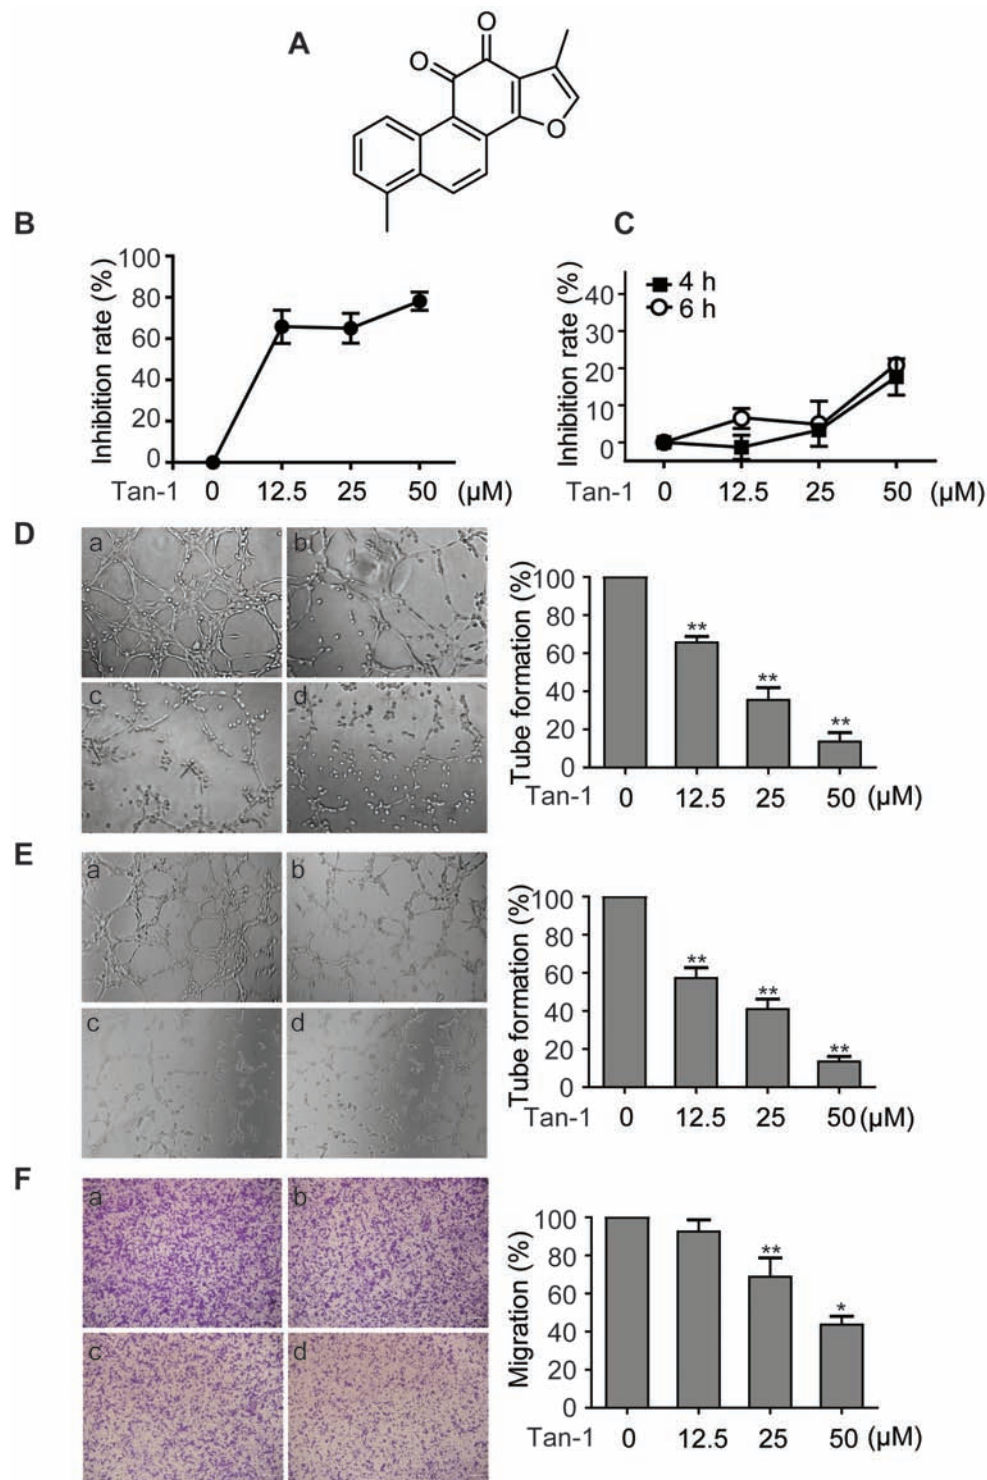 A
O
O
O
B
Inhibition rate (%)
100
80
60
40
20
0
Tan-1 0 12.5 25 50 (μM)
C
Inhibition rate (%)
4 h
6 h
40
30
20
10
0
Tan-1 0 12.5 25 50 (μM)
D
a b
c d
Tube formation (%)
100
80
60
40
20
0
** ** **
Tan-1 0 12.5 25 50 (μM)
E
a b
c d
Tube formation (%)
100
80
60
40
20
0
** ** **
Tan-1 0 12.5 25 50 (μM)
F
a b
c d
Migration (%)
100
80
60
40
20
0
** *
Tan-1 0 12.5 25 50 (μM)